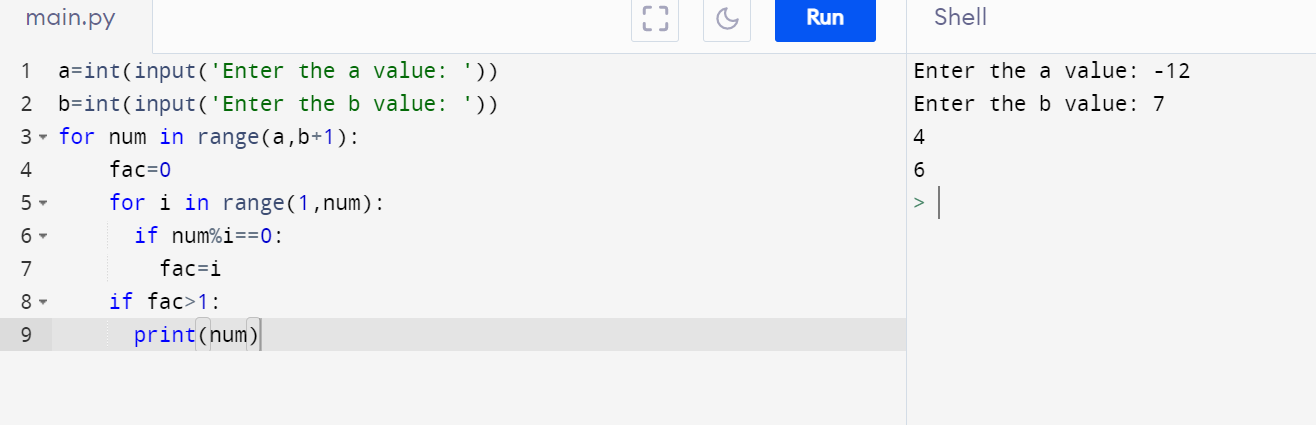 main.py Run Shell
1 a=int(input('Enter the a value: '))
2 b=int(input('Enter the b value: '))
3 for num in range(a,b+1):
4     fac=0
5     for i in range(1,num):
6       if num%i==0:
7         fac=i
8     if fac>1:
9       print(num)
Enter the a value: -12
Enter the b value: 7
4
6
>